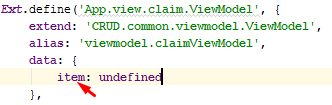 Ext.define('App.view.claim.ViewModel', {
    extend: 'CRUD.common.viewmodel.ViewModel',
    alias: 'viewmodel.claimViewModel',
    data: {
        item: undefined
    }